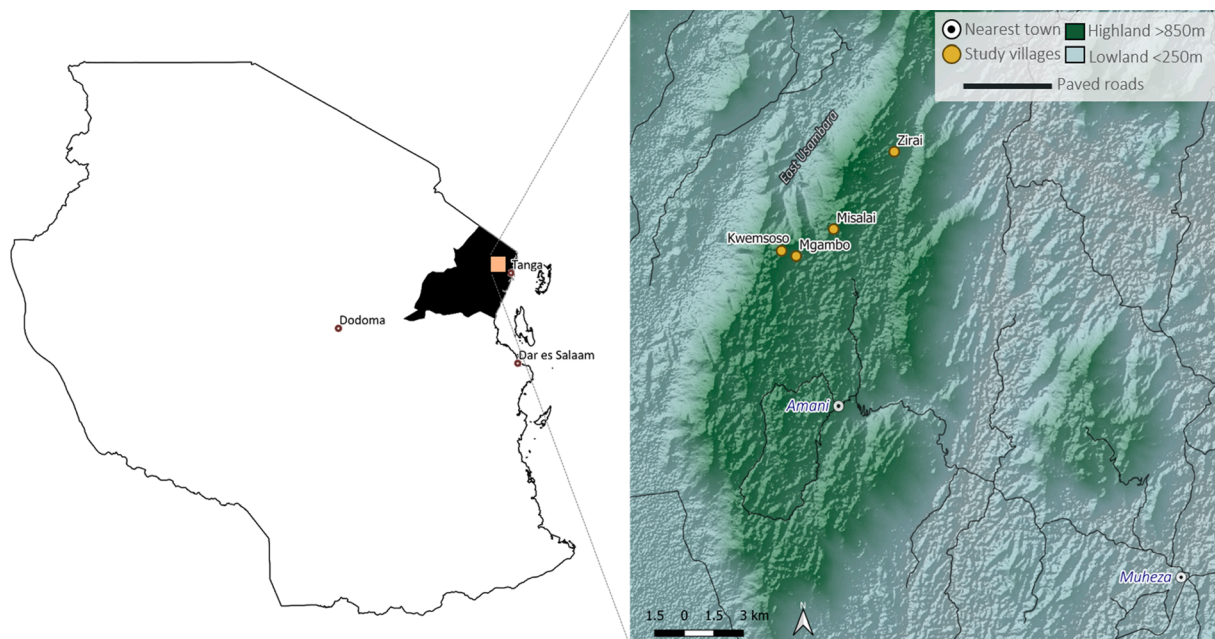 Tanga
Dodoma
Dar es Salaam
Nearest town
Highland >850m
Study villages
Lowland <250m
Paved roads
East Usambara
Zirai
Misalai
Kwemsoso
Mgambo
Amani
Muheza
1.5 0 1.5 3 km
N